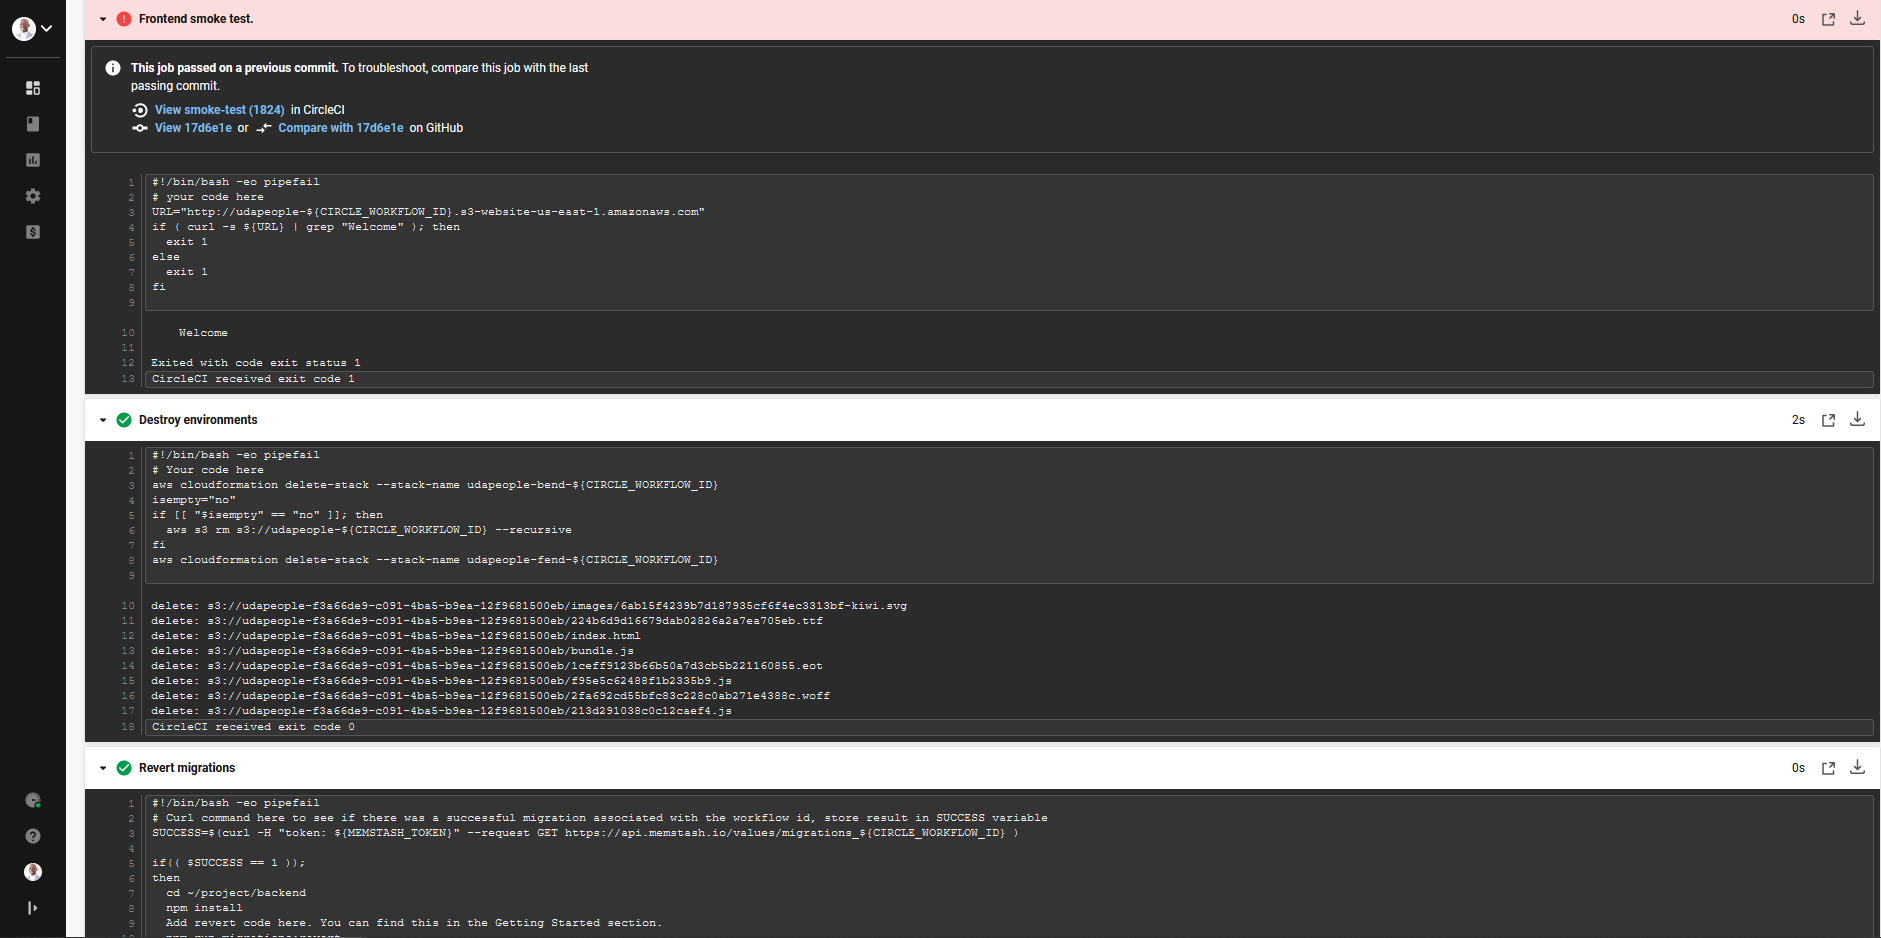 Frontend smoke test.
0s
This job passed on a previous commit. To troubleshoot, compare this job with the last
passing commit.
View smoke-test (1824) in CircleCI
View 17d6e1e or Compare with 17d6e1e on GitHub
1 #!/bin/bash -eo pipefail
2 # your code here
3 URL="http://udapeople-${CIRCLE_WORKFLOW_ID}.s3-website-us-east-1.amazonaws.com"
4 if ( curl -s ${URL} | grep "Welcome" ); then
5   exit 1
6 else
7   exit 1
8 fi
9
10     Welcome
11
12 Exited with code exit status 1
13 CircleCI received exit code 1
Destroy environments
2s
1 #!/bin/bash -eo pipefail
2 # Your code here
3 aws cloudformation delete-stack --stack-name udapeople-bend-${CIRCLE_WORKFLOW_ID}
4 isempty="no"
5 if [[ "$isempty" == "no" ]]; then
6   aws s3 rm s3://udapeople-${CIRCLE_WORKFLOW_ID} --recursive
7 fi
8 aws cloudformation delete-stack --stack-name udapeople-fend-${CIRCLE_WORKFLOW_ID}
9
10 delete: s3://udapeople-f3a66de9-c091-4ba5-b9ea-12f9681500eb/images/6ab15f4239b7d187935cf6f4ec3313bf-kiwi.svg
11 delete: s3://udapeople-f3a66de9-c091-4ba5-b9ea-12f9681500eb/224b6d9d16679dab02826a2a7ea705eb.ttf
12 delete: s3://udapeople-f3a66de9-c091-4ba5-b9ea-12f9681500eb/index.html
13 delete: s3://udapeople-f3a66de9-c091-4ba5-b9ea-12f9681500eb/bundle.js
14 delete: s3://udapeople-f3a66de9-c091-4ba5-b9ea-12f9681500eb/1ceff9123b66b50a7d3cb5b221160855.eot
15 delete: s3://udapeople-f3a66de9-c091-4ba5-b9ea-12f9681500eb/f95e5c62488f1b2335b9.js
16 delete: s3://udapeople-f3a66de9-c091-4ba5-b9ea-12f9681500eb/2fa692cd55bfc83c228c0ab271e4388c.woff
17 delete: s3://udapeople-f3a66de9-c091-4ba5-b9ea-12f9681500eb/213d291038c0c12caef4.js
18 CircleCI received exit code 0
Revert migrations
0s
1 #!/bin/bash -eo pipefail
2 # Curl command here to see if there was a successful migration associated with the workflow id, store result in SUCCESS variable
3 SUCCESS=$(curl -H "token: ${MEMSTASH_TOKEN}" --request GET https://api.memstash.io/values/migrations_${CIRCLE_WORKFLOW_ID} )
4
5 if(( $SUCCESS == 1 ));
6 then
7   cd ~/project/backend
8   npm install
9   Add revert code here. You can find this in the Getting Started section.